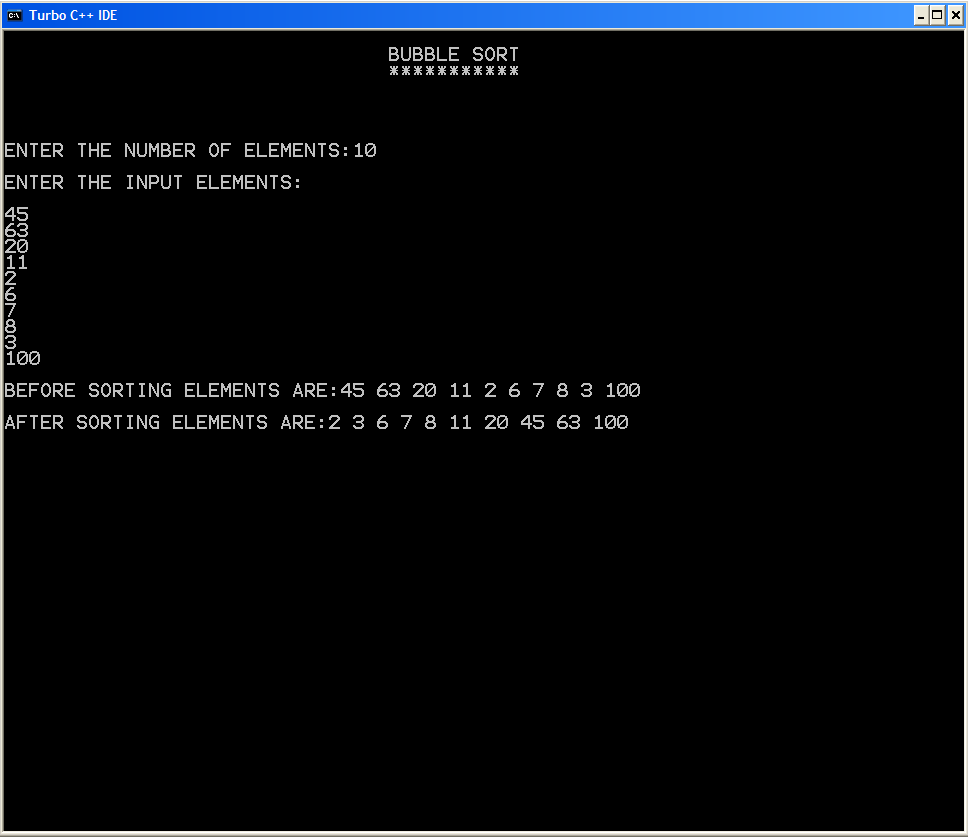 Turbo C++ IDE
BUBBLE SORT
***********
ENTER THE NUMBER OF ELEMENTS:10
ENTER THE INPUT ELEMENTS:
45
63
20
11
2
6
7
8
3
100
BEFORE SORTING ELEMENTS ARE:45 63 20 11 2 6 7 8 3 100
AFTER SORTING ELEMENTS ARE:2 3 6 7 8 11 20 45 63 100